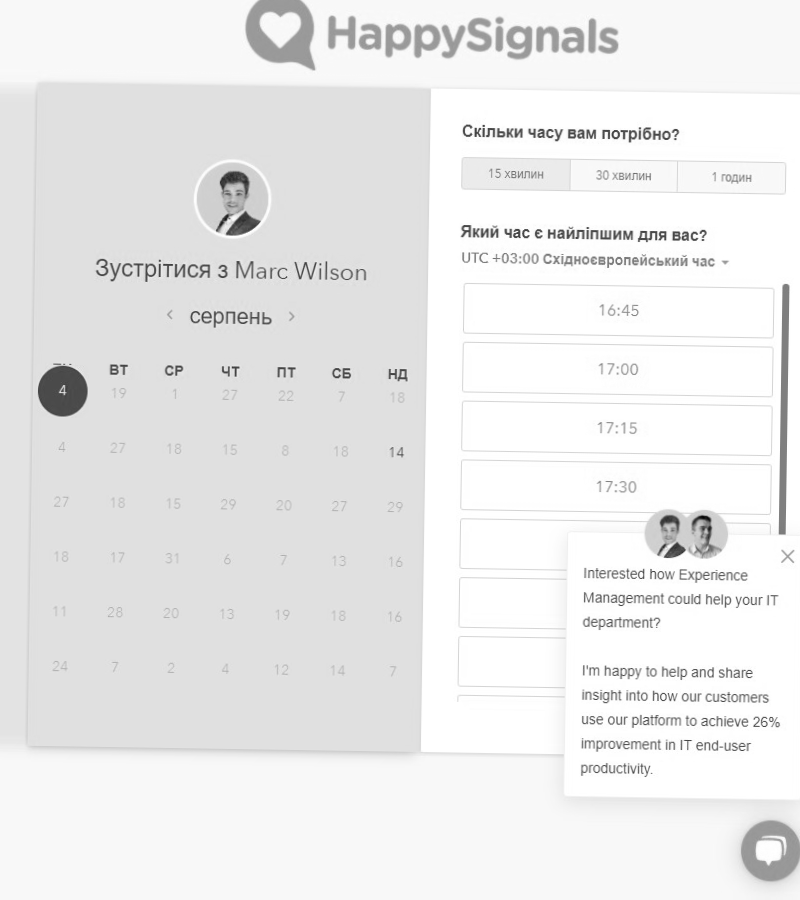 HappySignals
Зустрітися з Marc Wilson
серпень
ВТ СР ЧТ ПТ СБ НД
4 19 1 27 22 7 18
4 27 18 15 8 18 14
27 18 15 29 20 27 29
18 17 31 6 7 13 16
11 28 20 13 19 18 16
24 7 2 4 12 14 7
Скільки часу вам потрібно?
15 хвилин 30 хвилин 1 годин
Який час є найліпшим для вас?
UTC +03:00 Східноєвропейський час
16:45
17:00
17:15
17:30
Interested how Experience
Management could help your IT
department?
I'm happy to help and share
insight into how our customers
use our platform to achieve 26%
improvement in IT end-user
productivity.